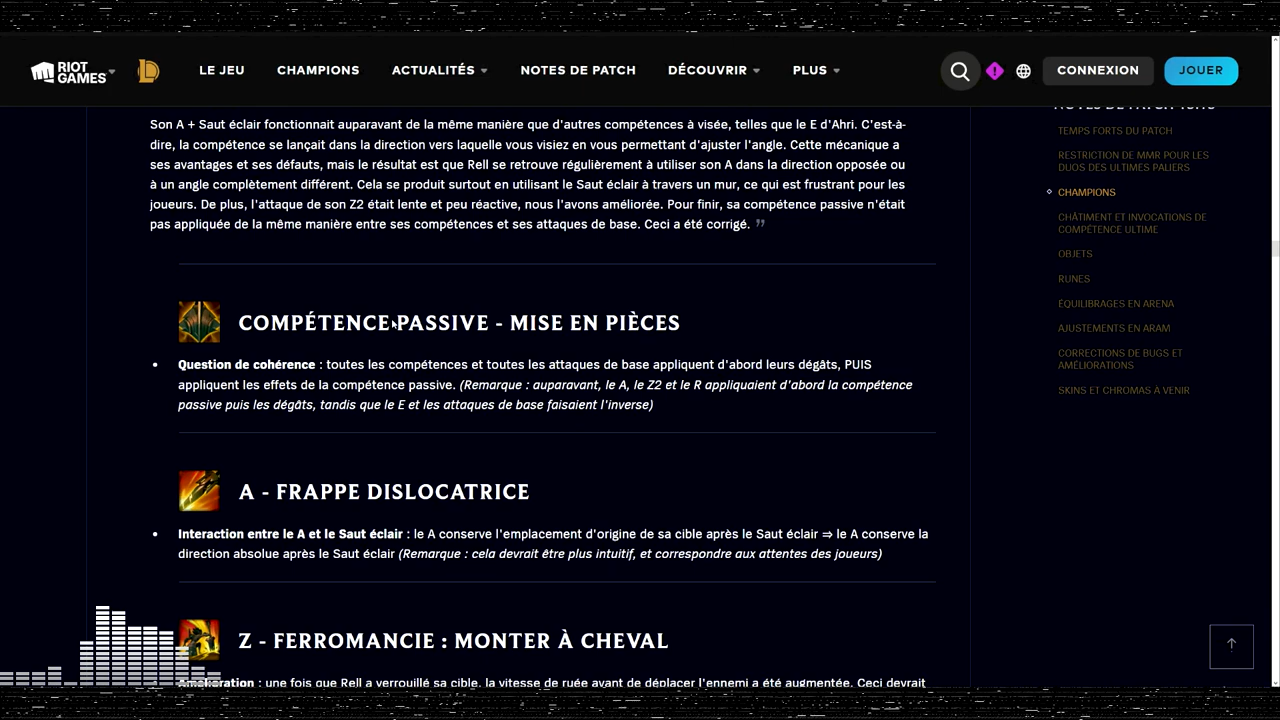 RIOT GAMES
LE JEU
CHAMPIONS
ACTUALITÉS
NOTES DE PATCH
DÉCOUVRIR
PLUS
CONNEXION
JOUER
Son A + Saut éclair fonctionnait auparavant de la même manière que d'autres compétences à visée, telles que le E d'Ahri. C'est-à-
dire, la compétence se lançait dans la direction vers laquelle vous visiez en vous permettant d'ajuster l'angle. Cette mécanique a
ses avantages et ses défauts, mais le résultat est que Rell se retrouve régulièrement à utiliser son A dans la direction opposée ou
à un angle complètement différent. Cela se produit surtout en utilisant le Saut éclair à travers un mur, ce qui est frustrant pour les
joueurs. De plus, l'attaque de son Z2 était lente et peu réactive, nous l'avons améliorée. Pour finir, sa compétence passive n'était
pas appliquée de la même manière entre ses compétences et ses attaques de base. Ceci a été corrigé. ”
COMPÉTENCE PASSIVE - MISE EN PIÈCES
• Question de cohérence : toutes les compétences et toutes les attaques de base appliquent d'abord leurs dégâts, PUIS
appliquent les effets de la compétence passive. (Remarque : auparavant, le A, le Z2 et le R appliquaient d'abord la compétence
passive puis les dégâts, tandis que le E et les attaques de base faisaient l'inverse)
A - FRAPPE DISLOCATRICE
• Interaction entre le A et le Saut éclair : le A conserve l'emplacement d'origine de sa cible après le Saut éclair ⇒ le A conserve la
direction absolue après le Saut éclair (Remarque : cela devrait être plus intuitif, et correspondre aux attentes des joueurs)
Z - FERROMANCIE : MONTER À CHEVAL
Amélioration : une fois que Rell a verrouillé sa cible, la vitesse de ruée avant de déplacer l'ennemi a été augmentée. Ceci devrait
TEMPS FORTS DU PATCH
RESTRICTION DE MMR POUR LES
DUOS DES ULTIMES PALIERS
CHAMPIONS
CHÂTIMENT ET INVOCATIONS DE
COMPÉTENCE ULTIME
OBJETS
RUNES
ÉQUILIBRAGES EN ARENA
AJUSTEMENTS EN ARAM
CORRECTIONS DE BUGS ET
AMÉLIORATIONS
SKINS ET CHROMAS À VENIR